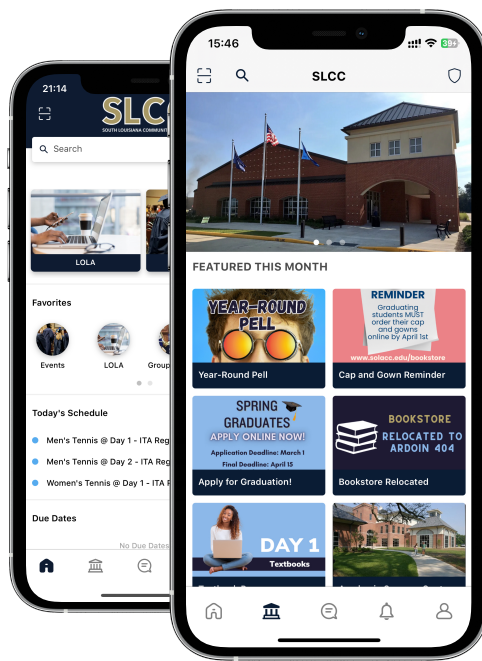 21:14
SLC
SOUTH LOUISIANA COMMUNIT
Search
LOLA
Favorites
Events
LOLA
Group
Today's Schedule
Men's Tennis @ Day 1 - ITA Reg
Men's Tennis @ Day 2 - ITA Reg
Women's Tennis @ Day 1 - ITA
Due Dates
No Due Dates
15:46
39+
SLCC
FEATURED THIS MONTH
YEAR-ROUND
PELL
Year-Round Pell
REMINDER
Graduating
students MUST
order their cap
and gowns
online by April 1st
www.solacc.edu/bookstore
Cap and Gown Reminder
SPRING
GRADUATES
APPLY ONLINE NOW!
Application Deadline: March 1
Final Deadline: April 15
Apply for Graduation!
BOOKSTORE
RELOCATED TO
ARDOIN 404
Bookstore Relocated
DAY 1
Textbooks